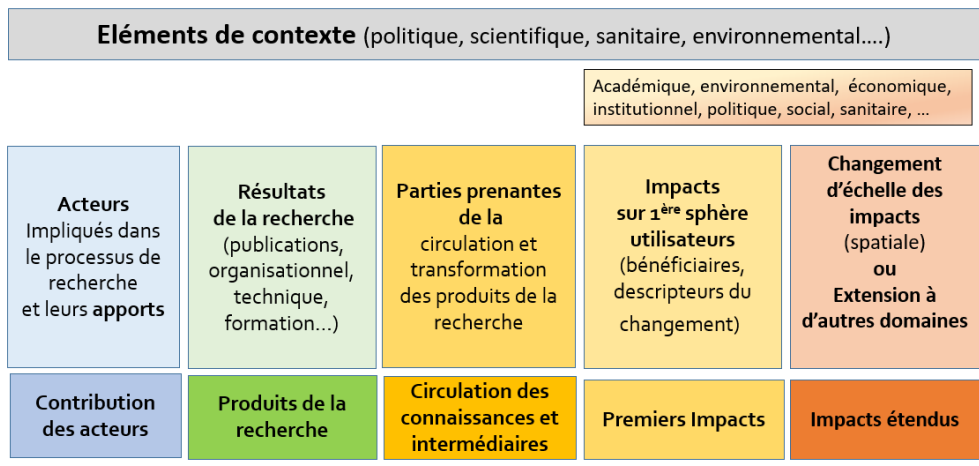 Eléments de contexte (politique, scientifique, sanitaire, environnemental….)
Académique, environnemental, économique,
institutionnel, politique, social, sanitaire, …
Acteurs
Impliqués dans
le processus de
recherche
et leurs apports
Résultats
de la recherche
(publications,
organisationnel,
technique,
formation…)
Parties prenantes
de la
circulation et
transformation
des produits de la
recherche
Impacts
sur 1ère sphère
utilisateurs
(bénéficiaires,
descripteurs du
changement)
Changement
d’échelle des
impacts
(spatiale)
ou
Extension à
d’autres domaines
Contribution
des acteurs
Produits de la
recherche
Circulation des
connaissances et
intermédiaires
Premiers Impacts
Impacts étendus